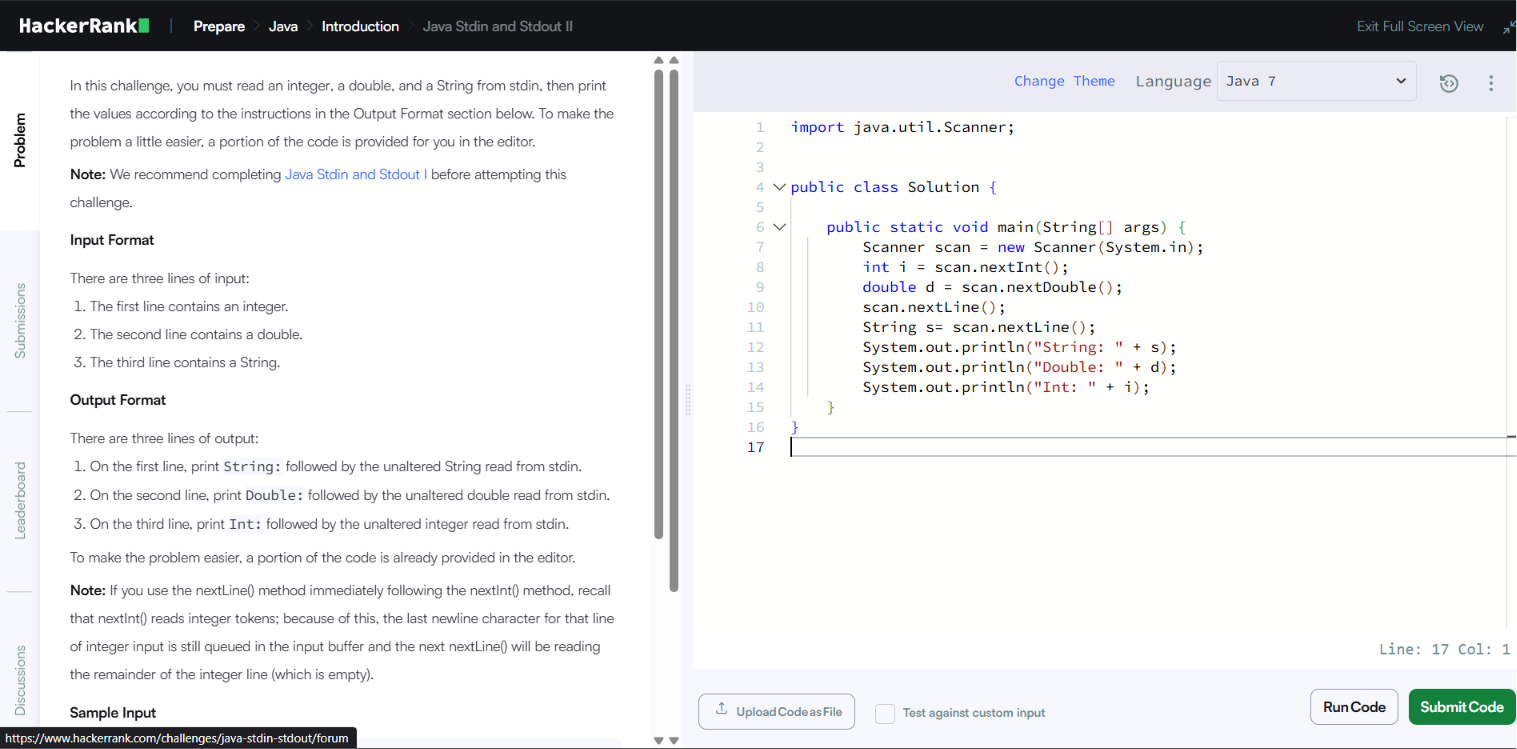 HackerRank | Prepare > Java > Introduction > Java Stdin and Stdout II
Exit Full Screen View
Problem
Submissions
Leaderboard
Discussions
In this challenge, you must read an integer, a double, and a String from stdin, then print
the values according to the instructions in the Output Format section below. To make the
problem a little easier, a portion of the code is provided for you in the editor.
Note: We recommend completing Java Stdin and Stdout I before attempting this
challenge.
Input Format
There are three lines of input:
1. The first line contains an integer.
2. The second line contains a double.
3. The third line contains a String.
Output Format
There are three lines of output:
1. On the first line, print String: followed by the unaltered String read from stdin.
2. On the second line, print Double: followed by the unaltered double read from stdin.
3. On the third line, print Int: followed by the unaltered integer read from stdin.
To make the problem easier, a portion of the code is already provided in the editor.
Note: If you use the nextLine() method immediately following the nextInt() method, recall
that nextInt() reads integer tokens; because of this, the last newline character for that line
of integer input is still queued in the input buffer and the next nextLine() will be reading
the remainder of the integer line (which is empty).
Sample Input
https://www.hackerrank.com/challenges/java-stdin-stdout/forum
Change Theme Language Java 7
1 import java.util.Scanner;
2
3
4 public class Solution {
5
6     public static void main(String[] args) {
7         Scanner scan = new Scanner(System.in);
8         int i = scan.nextInt();
9         double d = scan.nextDouble();
10         scan.nextLine();
11         String s= scan.nextLine();
12         System.out.println("String: " + s);
13         System.out.println("Double: " + d);
14         System.out.println("Int: " + i);
15     }
16 }
17
Line: 17 Col: 1
Upload Code as File
Test against custom input
Run Code
Submit Code